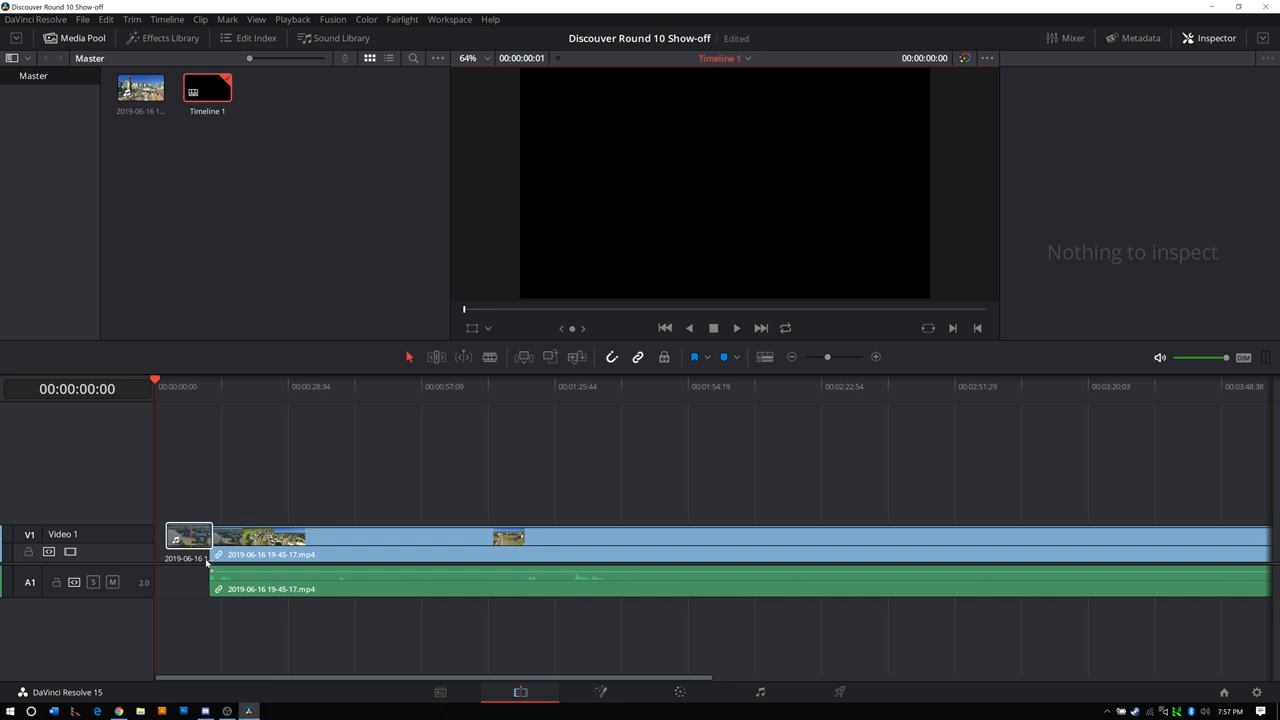 Discover Round 10 Show-off
DaVinci Resolve File Edit Trim Timeline Clip Mark View Playback Fusion Color Fairlight Workspace Help
Media Pool Effects Library Edit Index Sound Library Discover Round 10 Show-off Edited Mixer Metadata Inspector
Master 64% 00:00:00:01 Timeline 1 00:00:00:00
Master
2019-06-16 1... Timeline 1
Nothing to inspect
DIM
00:00:00:00 00:00:00:00 00:00:28:34 00:00:57:09 00:01:25:44 00:01:54:19 00:02:22:54 00:02:51:29 00:03:20:03 00:03:48:38
V1 Video 1
2019-06-16 1 2019-06-16 19-45-17.mp4
A1 S M 2.0
2019-06-16 19-45-17.mp4
DaVinci Resolve 15
7:57 PM